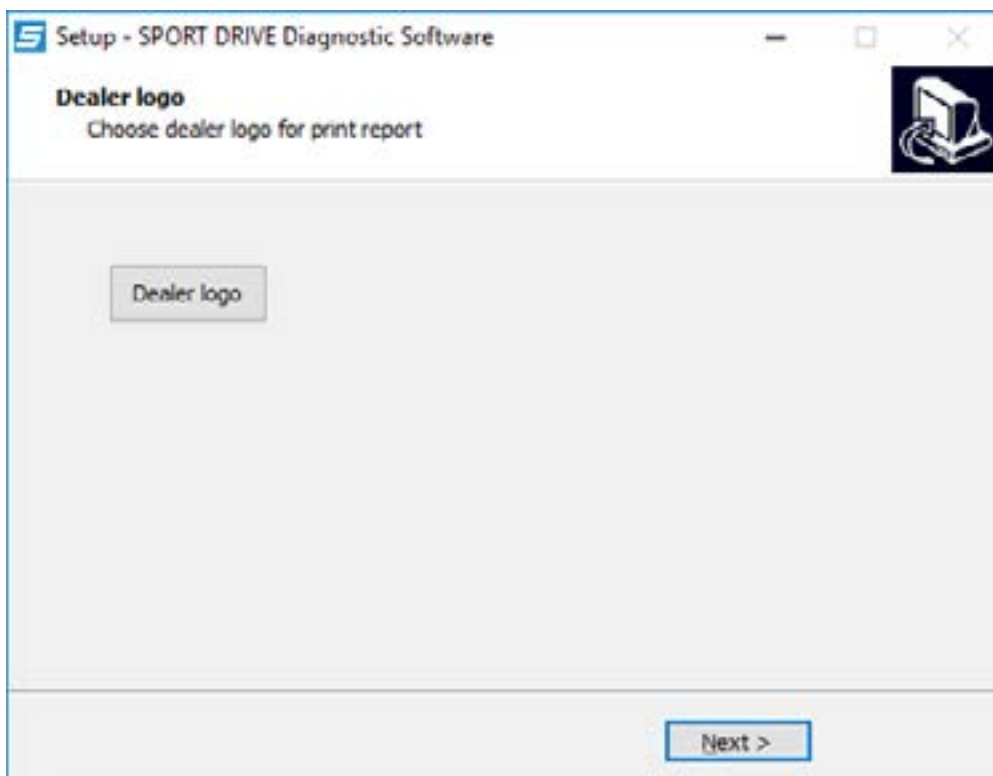 Setup - SPORT DRIVE Diagnostic Software
Dealer logo
Choose dealer logo for print report
Dealer logo
Next >